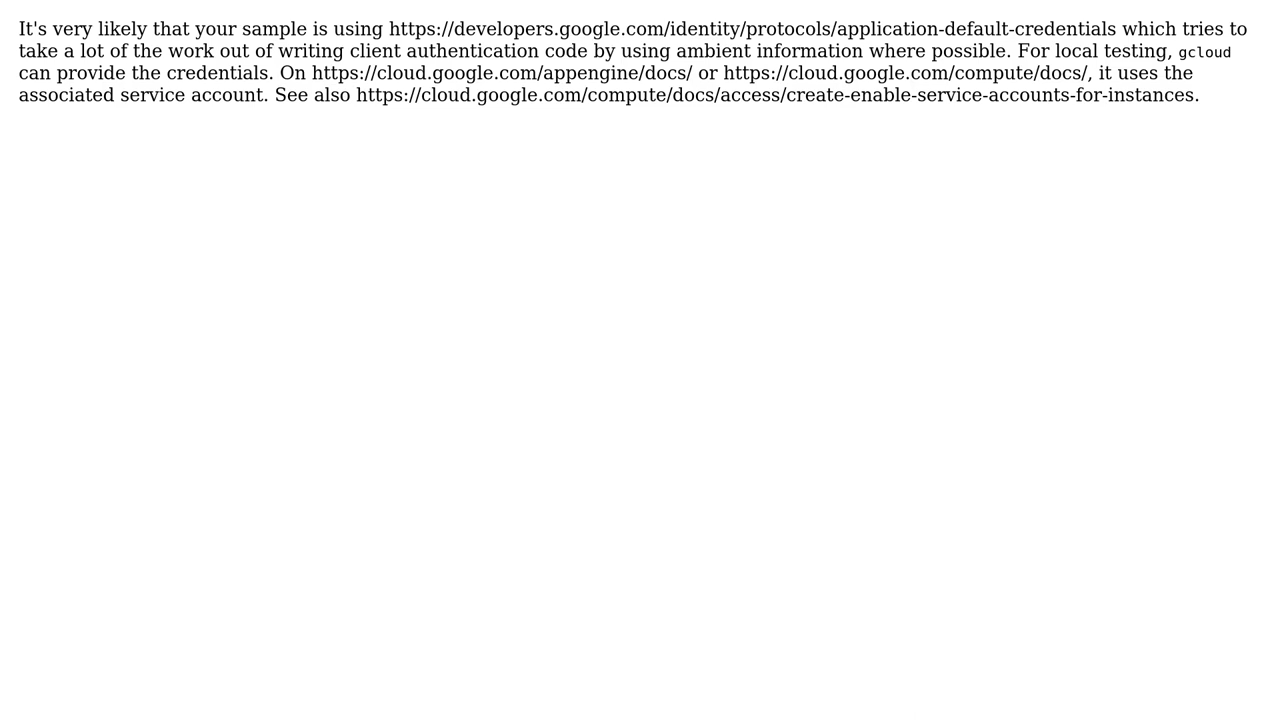 It's very likely that your sample is using https://developers.google.com/identity/protocols/application-default-credentials which tries to
take a lot of the work out of writing client authentication code by using ambient information where possible. For local testing, gcloud
can provide the credentials. On https://cloud.google.com/appengine/docs/ or https://cloud.google.com/compute/docs/, it uses the
associated service account. See also https://cloud.google.com/compute/docs/access/create-enable-service-accounts-for-instances.